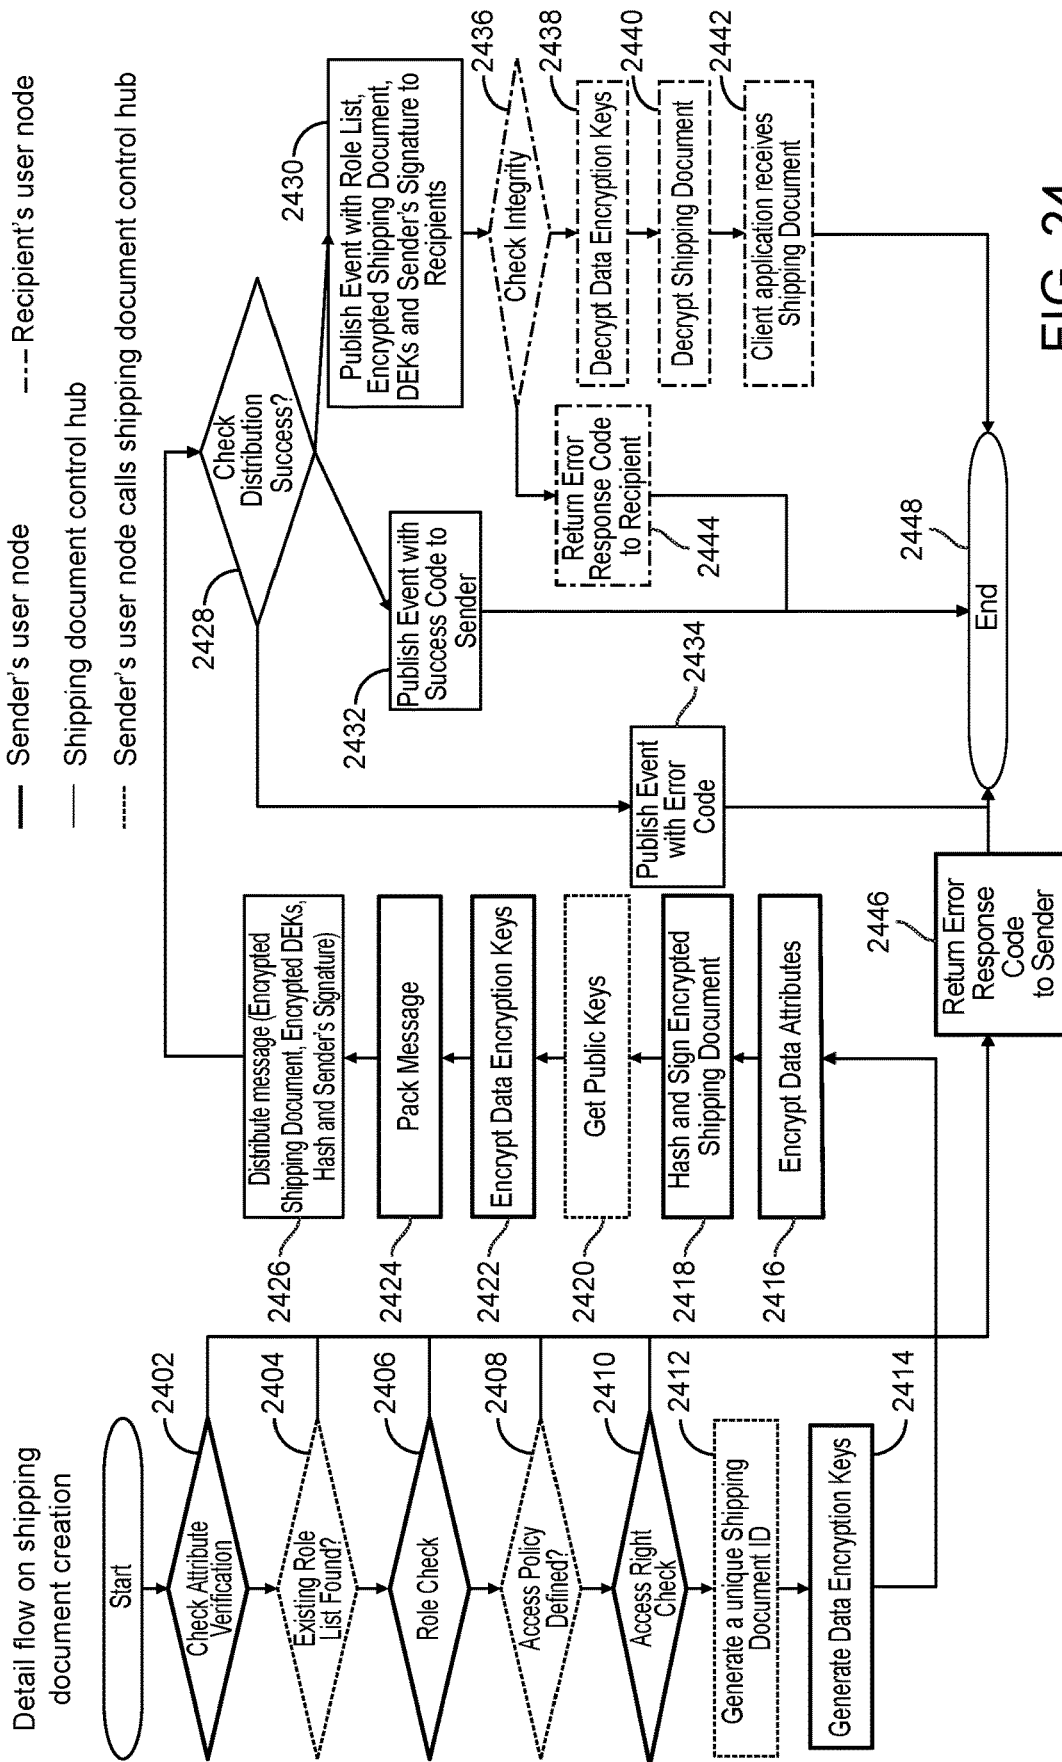 Detail flow on shipping
document creation
Sender's user node
Recipient's user node
Shipping document control hub
Sender's user node calls shipping document control hub
Start
Check Attribute
Verification
2402
Existing Role
List Found?
2404
Role Check
2406
Access Policy
Defined?
2408
Access Right
Check
2410
Generate a unique Shipping
Document ID
2412
Generate Data Encryption Keys
2414
Encrypt Data Attributes
2416
Hash and Sign Encrypted
Shipping Document
2418
Get Public Keys
2420
Encrypt Data Encryption Keys
2422
Pack Message
2424
Distribute message (Encrypted
Shipping Document, Encrypted DEKs,
Hash and Sender's Signature)
2426
Check
Distribution
Success?
2428
Publish Event with Role List,
Encrypted Shipping Document,
DEKs and Sender's Signature to
Recipients
2430
Publish Event with
Success Code to
Sender
2432
Publish Event
with Error
Code
2434
Check Integrity
2436
Decrypt Data Encryption Keys
2438
Decrypt Shipping Document
2440
Client application receives
Shipping Document
2442
Return Error
Response Code
to Recipient
2444
Return Error
Response
Code
to Sender
2446
End
2448
FIG. 24